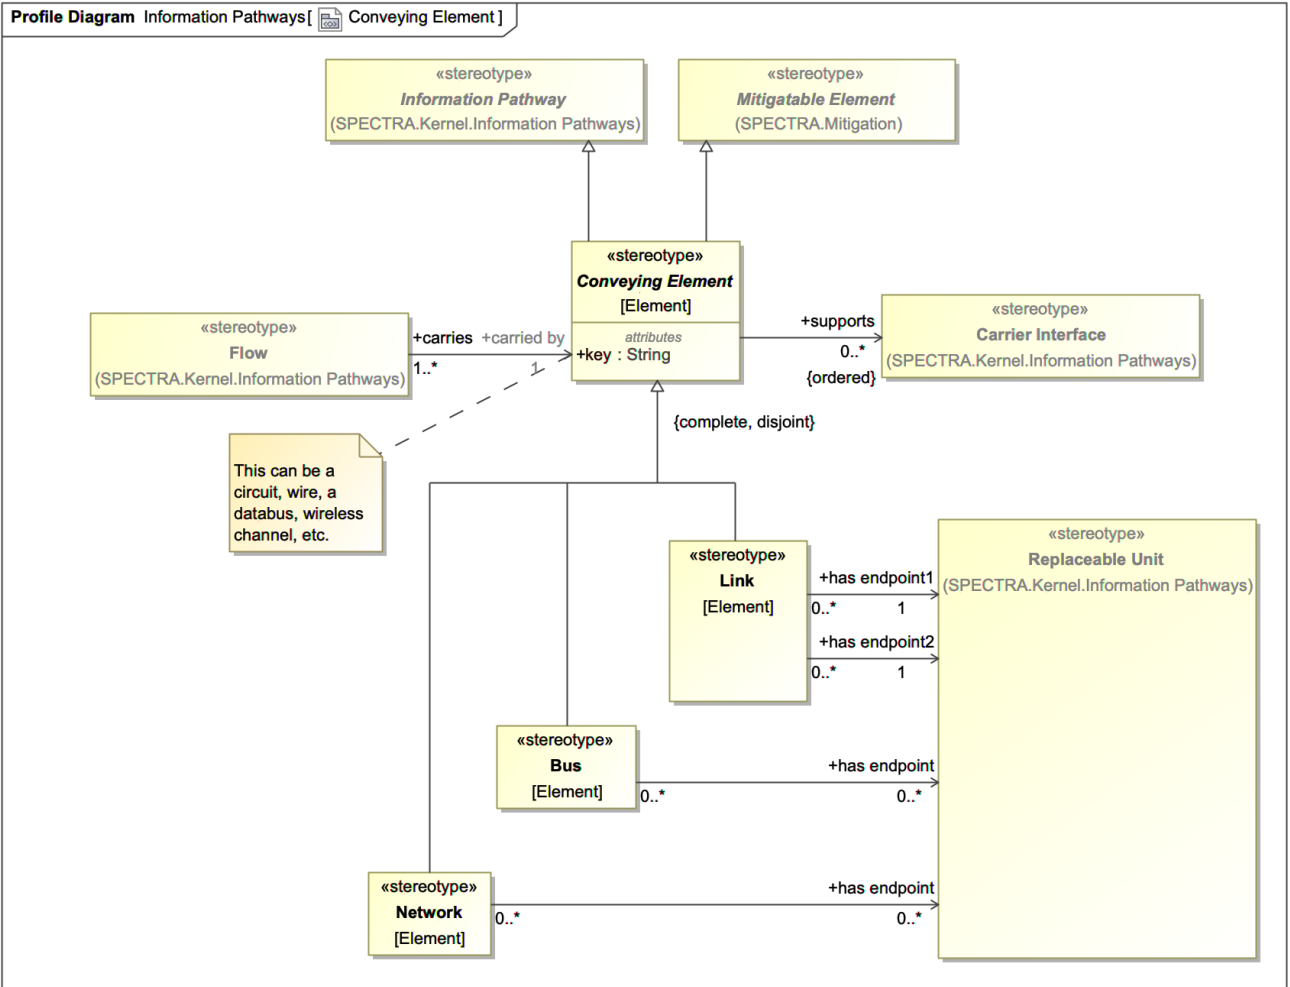 Profile Diagram Information Pathways[ Conveying Element ]
«stereotype»
Information Pathway
(SPECTRA.Kernel.Information Pathways)
«stereotype»
Mitigatable Element
(SPECTRA.Mitigation)
«stereotype»
Conveying Element
[Element]
attributes
+key : String
«stereotype»
Flow
(SPECTRA.Kernel.Information Pathways)
+carries
1..*
+carried by
1
+supports
0..*
{ordered}
«stereotype»
Carrier Interface
(SPECTRA.Kernel.Information Pathways)
{complete, disjoint}
This can be a
circuit, wire, a
databus, wireless
channel, etc.
«stereotype»
Link
[Element]
+has endpoint1
0..* 1
+has endpoint2
0..* 1
«stereotype»
Replaceable Unit
(SPECTRA.Kernel.Information Pathways)
«stereotype»
Bus
[Element]
+has endpoint
0..* 0..*
«stereotype»
Network
[Element]
+has endpoint
0..* 0..*